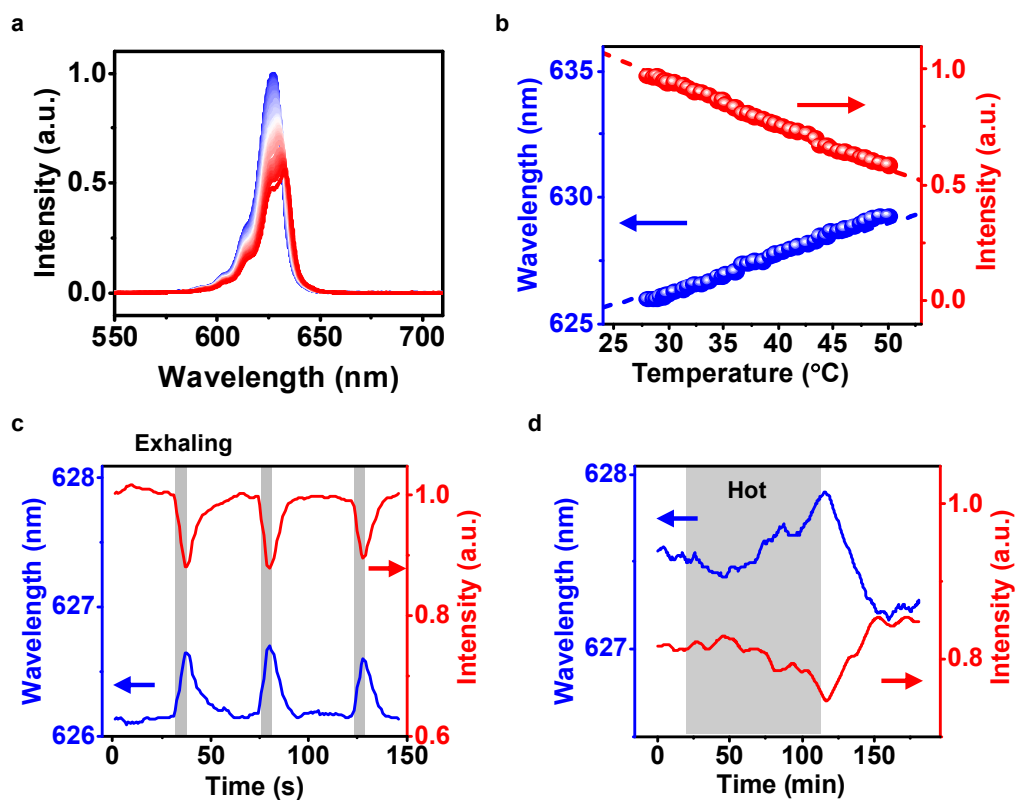 a
Intensity (a.u.)
1.0
0.5
0.0
550
600
650
700
Wavelength (nm)
b
Wavelength (nm)
635
630
625
Intensity (a.u.)
1.0
0.5
0.0
25 30 35 40 45 50
Temperature (°C)
c
Exhaling
Wavelength (nm)
628
627
626
Intensity (a.u.)
1.0
0.8
0.6
0 50 100 150
Time (s)
d
Hot
Wavelength (nm)
628
627
Intensity (a.u.)
1.0
0.8
0 50 100 150
Time (min)